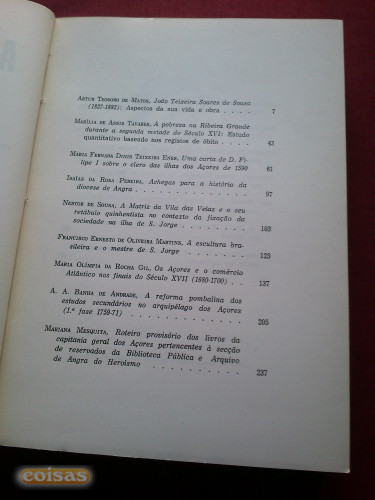 ARTUR TEODORO DE MATOS, João Teixeira Soares de Sousa
(1827-1882): Aspectos da sua vida e obra . . . . 7
MARÍLIA DE ASSIS TAVARES, A pobreza na Ribeira Grande
durante a segunda metade do Século XVI: Estudo
quantitativo baseado nos registos de óbito . . . . 43
MARIA FERNANDA DINIS TEIXEIRA ENES, Uma carta de D. Fi-
lipe I sobre o clero das ilhas dos Açores de 1590 61
ISAÍAS DA ROSA PEREIRA, Achegas para a história da
diocese de Angra . . . . . . . . . . 97
NESTOR DE SOUSA, A Matriz da Vila das Velas e o seu
retábulo quinhentista no contexto da fixação da
sociedade na ilha de S. Jorge . . . . . . . . 103
FRANCISCO ERNESTO DE OLIVEIRA MARTINS, A escultura bra-
sileira e o mestre de S. Jorge . . . . . . . . 123
MARIA OLÍMPIA DA ROCHA GIL, Os Açores e o comércio
Atlântico nos finais do Século XVII (1680-1700) . . 137
A. A. BANHA DE ANDRADE, A reforma pombalina dos
estudos secundários no arquipélago dos Açores
(1.ª fase 1759-71) . . . . . . . . . . 205
MARIANA MESQUITA, Roteiro provisório dos livros da
capitania geral dos Açores pertencentes à secção
de reservados da Biblioteca Pública e Arquivo
de Angra do Heroísmo . . . . . . . . . . 237
coisas